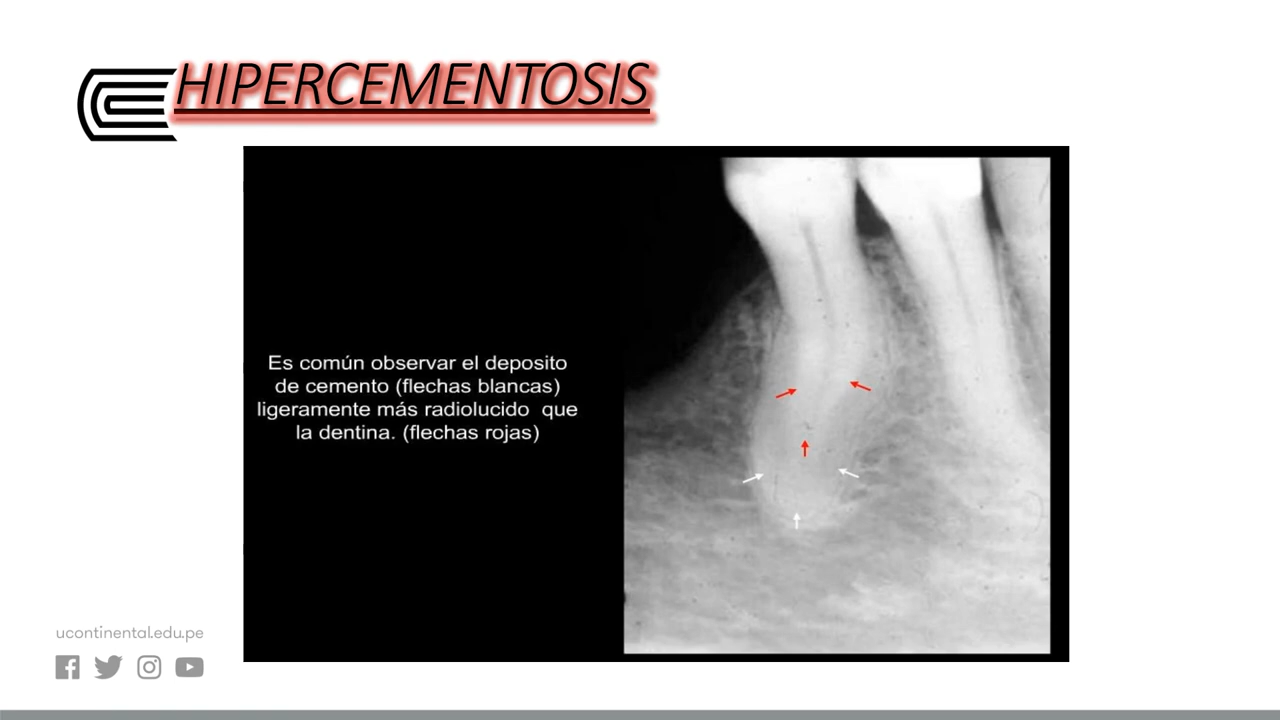 HIPERCEMENTOSIS
Es común observar el deposito
de cemento (flechas blancas)
ligeramente más radiolucido que
la dentina. (flechas rojas)
ucontinental.edu.pe